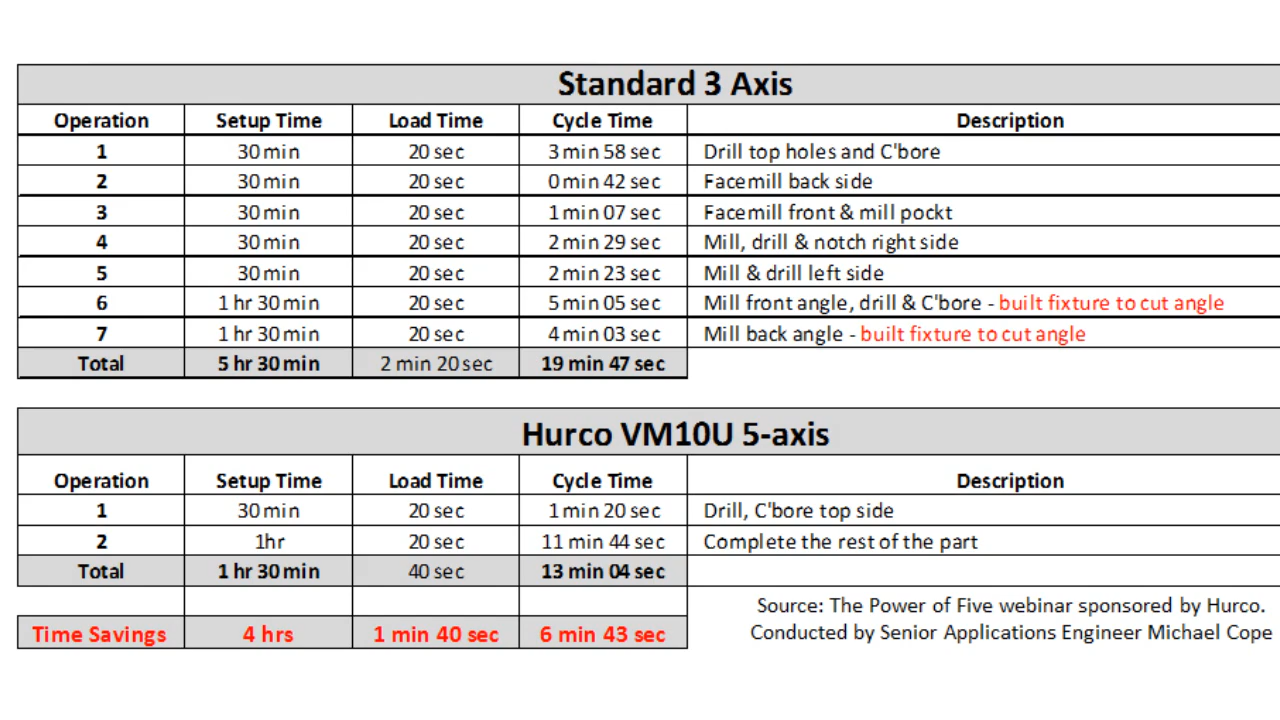 Standard 3 Axis
Operation Setup Time Load Time Cycle Time Description
1 30 min 20 sec 3 min 58 sec Drill top holes and C'bore
2 30 min 20 sec 0 min 42 sec Facemill back side
3 30 min 20 sec 1 min 07 sec Facemill front & mill pockt
4 30 min 20 sec 2 min 29 sec Mill, drill & notch right side
5 30 min 20 sec 2 min 23 sec Mill & drill left side
6 1 hr 30 min 20 sec 5 min 05 sec Mill front angle, drill & C'bore - built fixture to cut angle
7 1 hr 30 min 20 sec 4 min 03 sec Mill back angle - built fixture to cut angle
Total 5 hr 30 min 2 min 20 sec 19 min 47 sec
Hurco VM10U 5-axis
Operation Setup Time Load Time Cycle Time Description
1 30 min 20 sec 1 min 20 sec Drill, C'bore top side
2 1hr 20 sec 11 min 44 sec Complete the rest of the part
Total 1 hr 30 min 40 sec 13 min 04 sec
Time Savings 4 hrs 1 min 40 sec 6 min 43 sec
Source: The Power of Five webinar sponsored by Hurco.
Conducted by Senior Applications Engineer Michael Cope